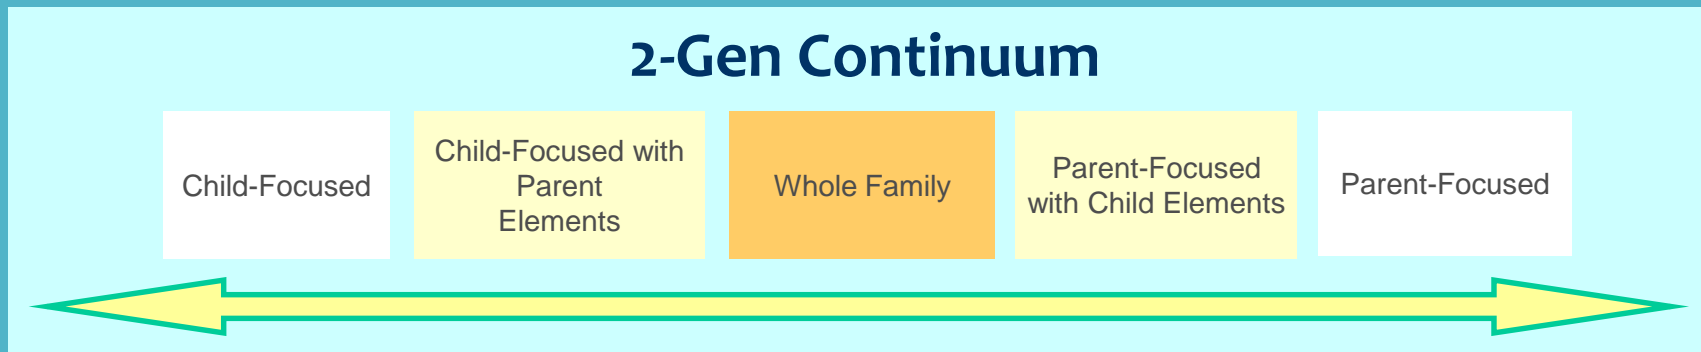 2-Gen Continuum
Child-Focused
Child-Focused with
Parent
Elements
Whole Family
Parent-Focused
with Child Elements
Parent-Focused